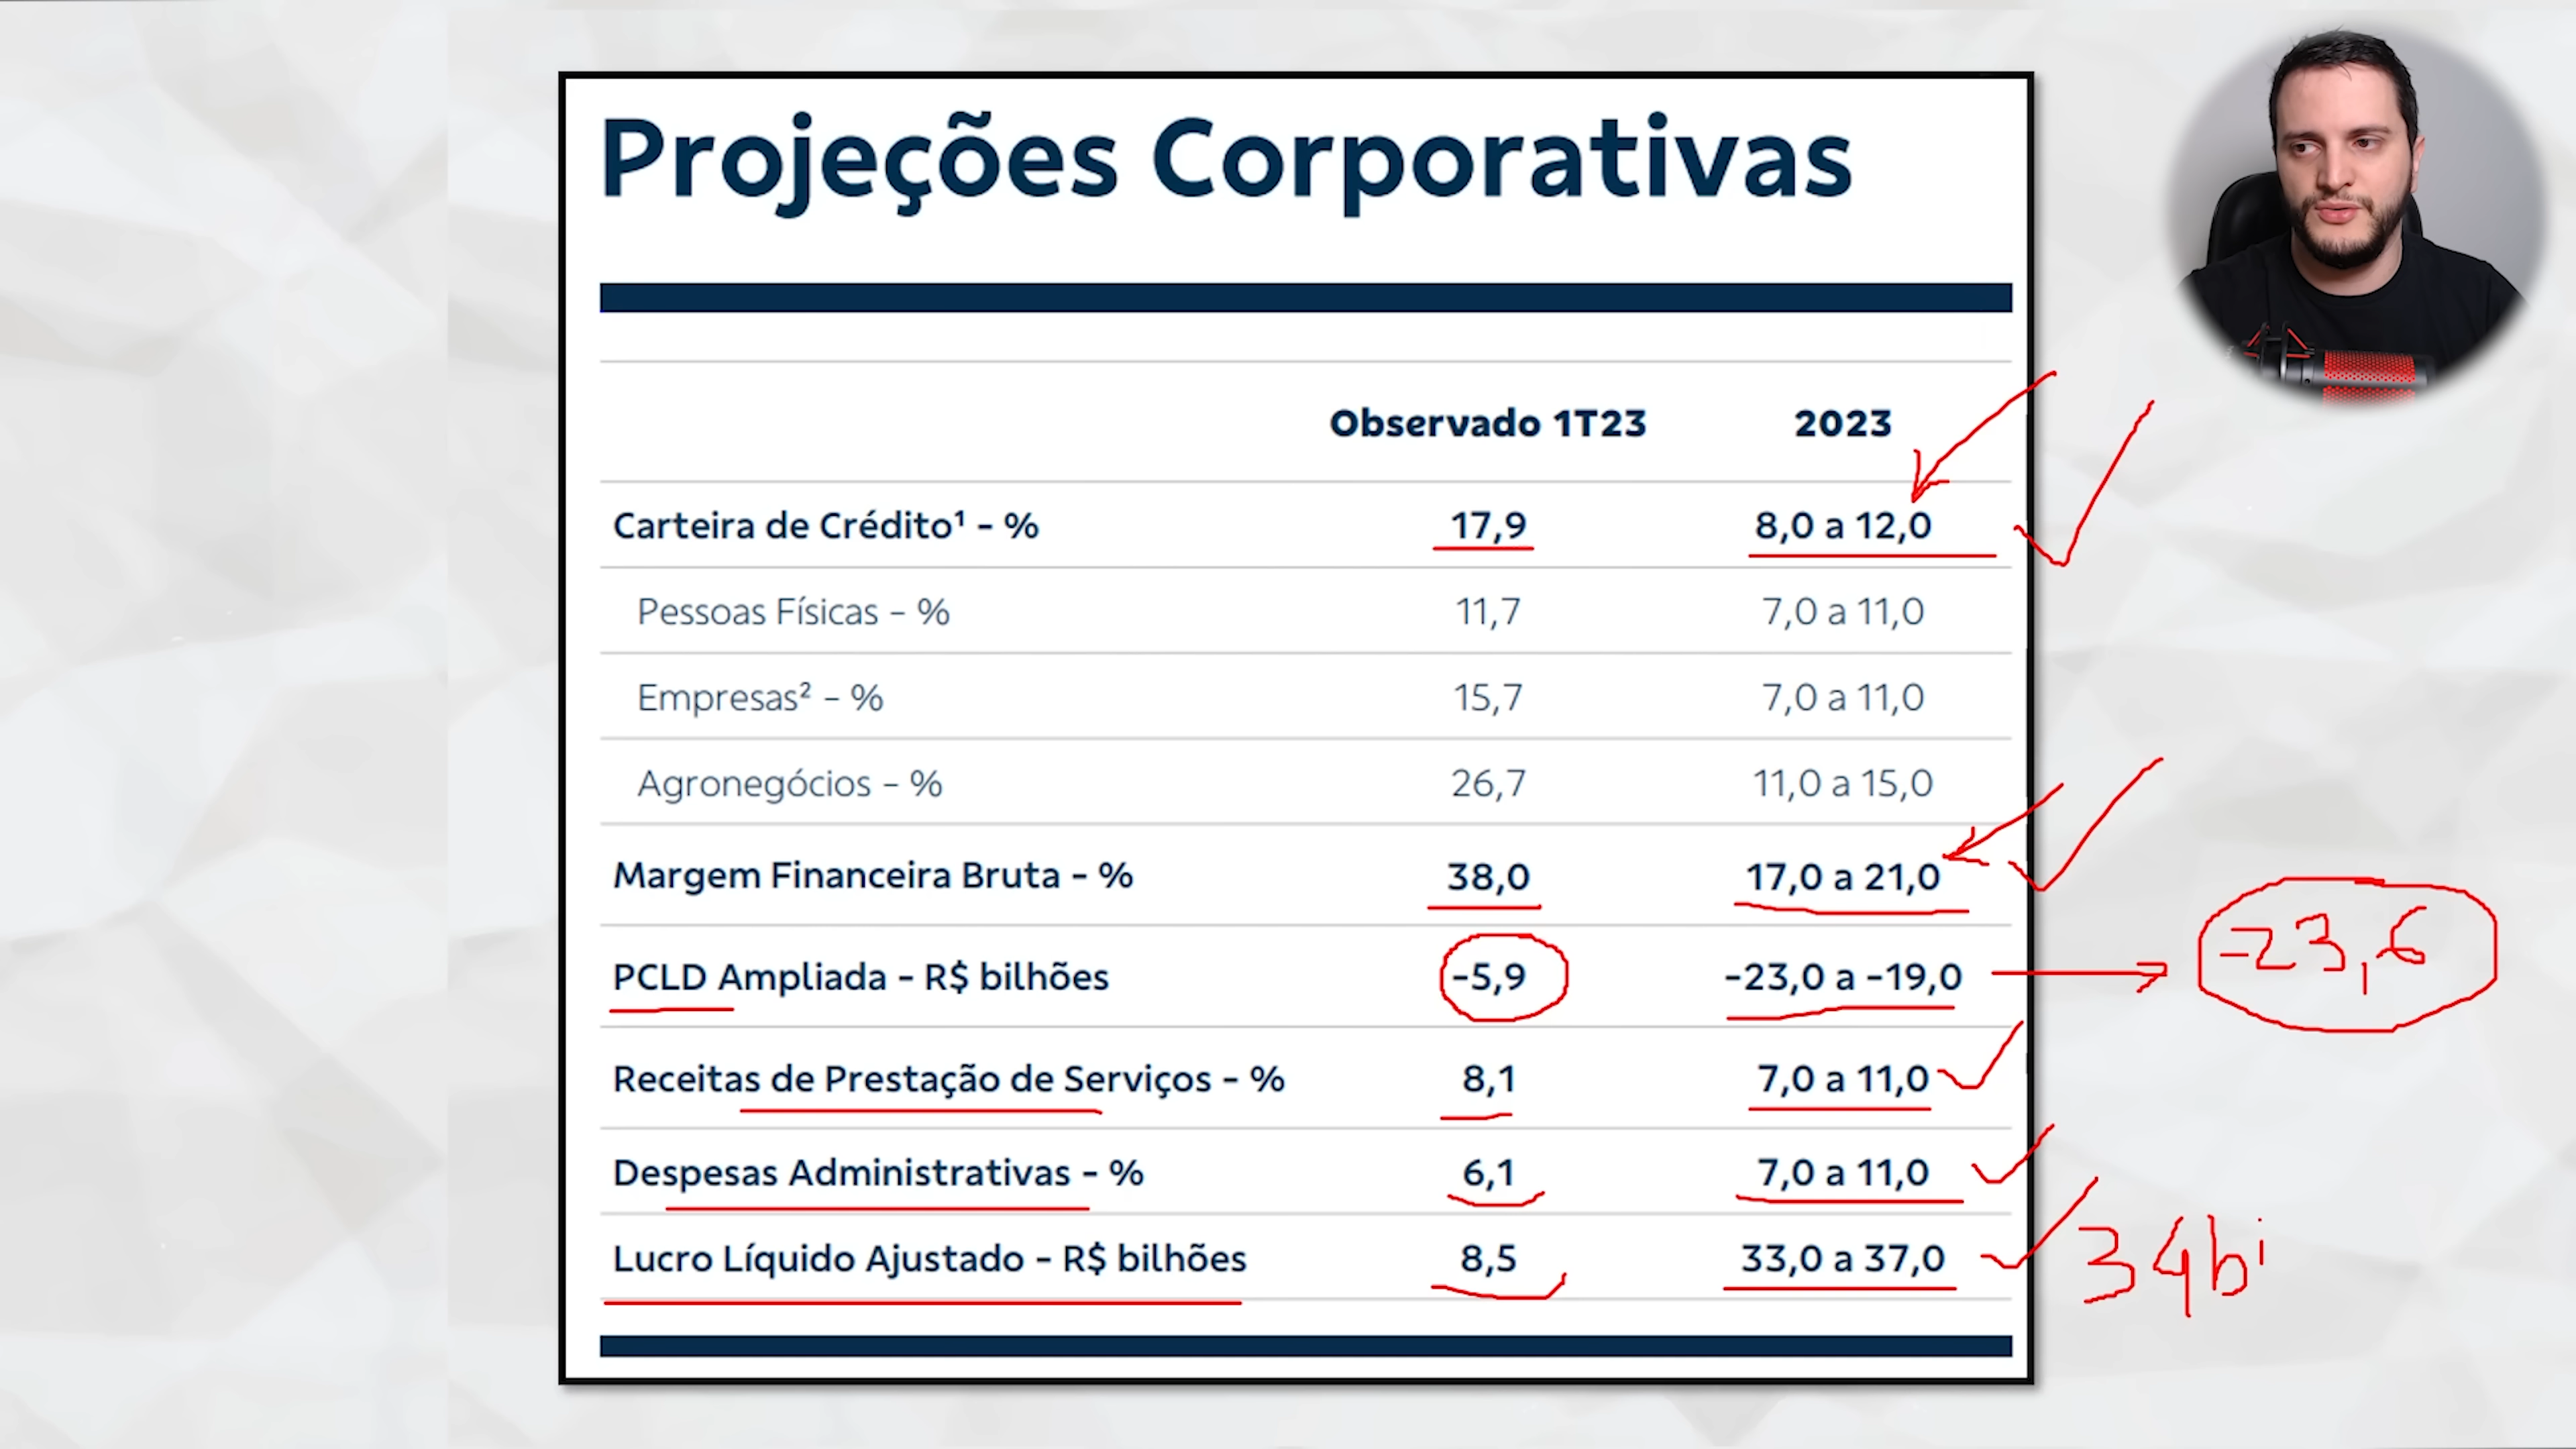 Projeções Corporativas
Observado 1T23 2023
Carteira de Crédito¹ - % 17,9 8,0 a 12,0
Pessoas Físicas - % 11,7 7,0 a 11,0
Empresas² - % 15,7 7,0 a 11,0
Agronegócios - % 26,7 11,0 a 15,0
Margem Financeira Bruta - % 38,0 17,0 a 21,0
PCLD Ampliada - R$ bilhões -5,9 -23,0 a -19,0 -23,6
Receitas de Prestação de Serviços - % 8,1 7,0 a 11,0
Despesas Administrativas - % 6,1 7,0 a 11,0
Lucro Líquido Ajustado - R$ bilhões 8,5 33,0 a 37,0 34bi